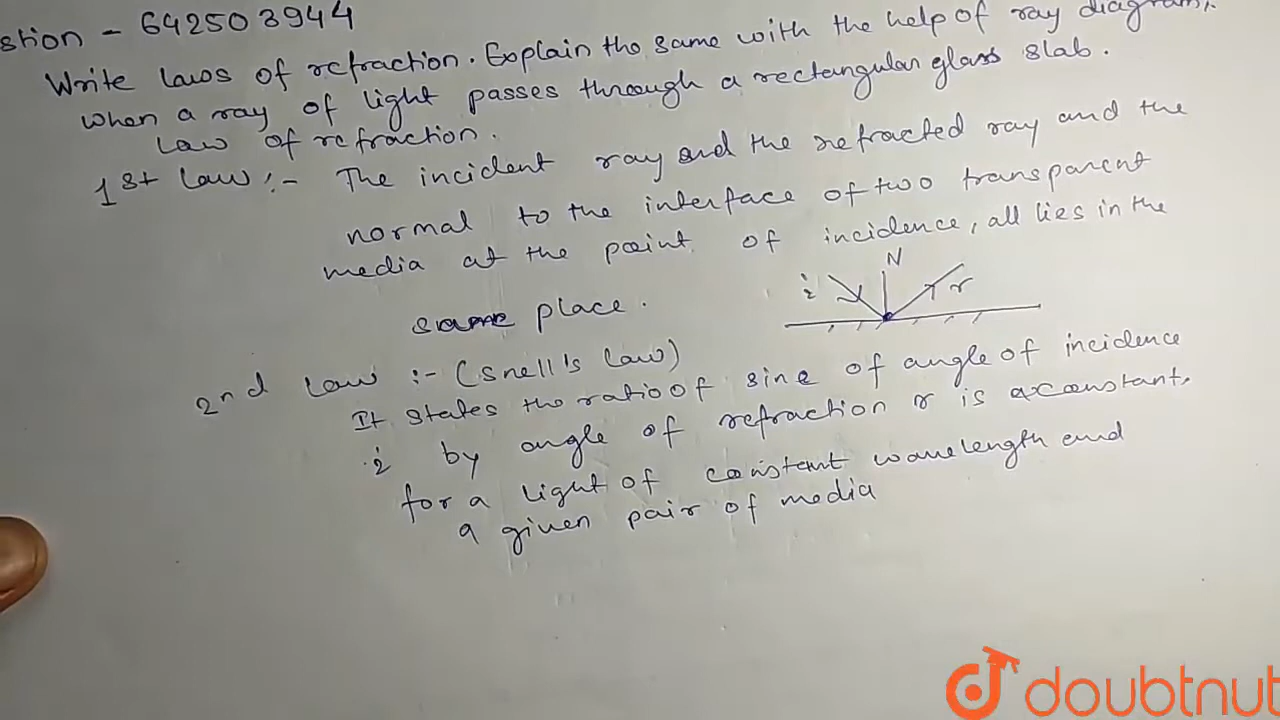 stion - 642503944
Write laws of refraction. Explain the same with the help of ray diagram,
when a ray of light passes through a rectangular glass slab.
law of refraction.
1st law :- The incident ray and the refracted ray and the
normal to the interface of two transparent
media at the point of incidence, all lies in the
same place.
N
i r
2nd law :- (Snell's law)
It states the ratio of sine of angle of incidence
i by angle of refraction r is a constant,
for a light of constant wavelength and
a given pair of media
doubtnut